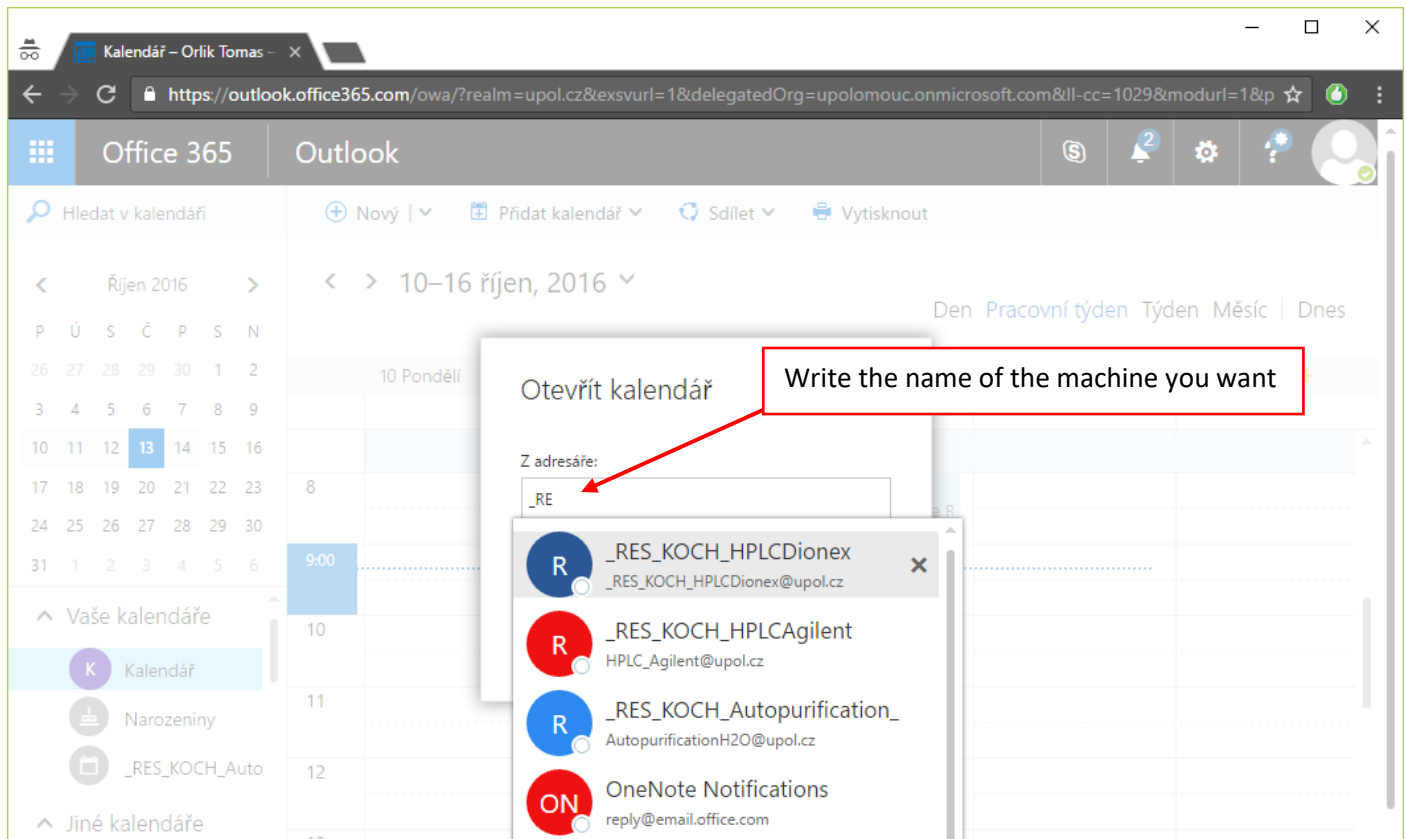 Kalendář – Orlik Tomas –
https://outlook.office365.com/owa/?realm=upol.cz&exsvurl=1&delegatedOrg=upolomouc.onmicrosoft.com&ll-cc=1029&modurl=1&p
Office 365
Outlook
2
?
Hledat v kalendáři
Nový
Přidat kalendář
Sdílet
Vytisknout
Říjen 2016
P Ú S Č P S N
26 27 28 29 30 1 2
3 4 5 6 7 8 9
10 11 12 13 14 15 16
17 18 19 20 21 22 23
24 25 26 27 28 29 30
31 1 2 3 4 5 6
Vaše kalendáře
K Kalendář
Narozeniny
_RES_KOCH_Auto
Jiné kalendáře
10–16 říjen, 2016
Den Pracovní týden Týden Měsíc Dnes
10 Pondělí
8
9:00
10
11
12
Otevřít kalendář
Write the name of the machine you want
Z adresáře:
_RE
R
_RES_KOCH_HPLCDionex
_RES_KOCH_HPLCDionex@upol.cz
R
_RES_KOCH_HPLCAgilent
HPLC_Agilent@upol.cz
R
_RES_KOCH_Autopurification_
AutopurificationH2O@upol.cz
ON
OneNote Notifications
reply@email.office.com